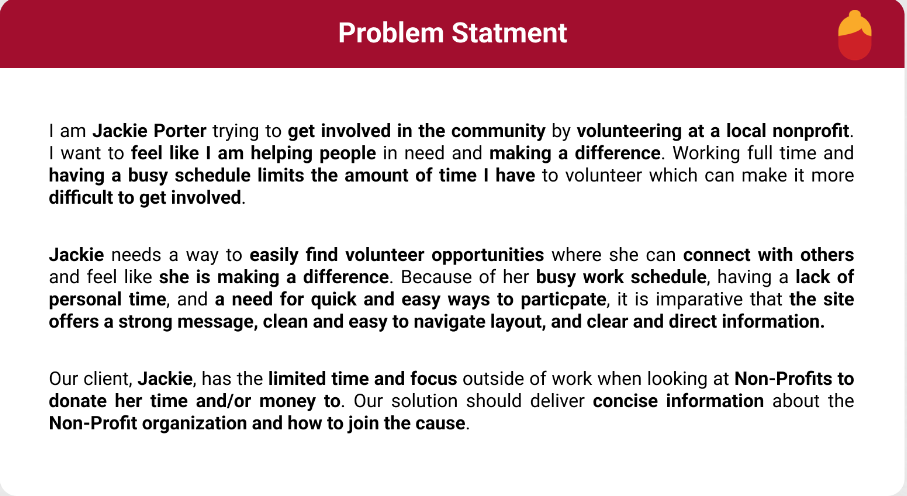 Problem Statment
I am Jackie Porter trying to get involved in the community by volunteering at a local nonprofit.
I want to feel like I am helping people in need and making a difference. Working full time and
having a busy schedule limits the amount of time I have to volunteer which can make it more
difficult to get involved.
Jackie needs a way to easily find volunteer opportunities where she can connect with others
and feel like she is making a difference. Because of her busy work schedule, having a lack of
personal time, and a need for quick and easy ways to particpate, it is imparative that the site
offers a strong message, clean and easy to navigate layout, and clear and direct information.
Our client, Jackie, has the limited time and focus outside of work when looking at Non-Profits to
donate her time and/or money to. Our solution should deliver concise information about the
Non-Profit organization and how to join the cause.